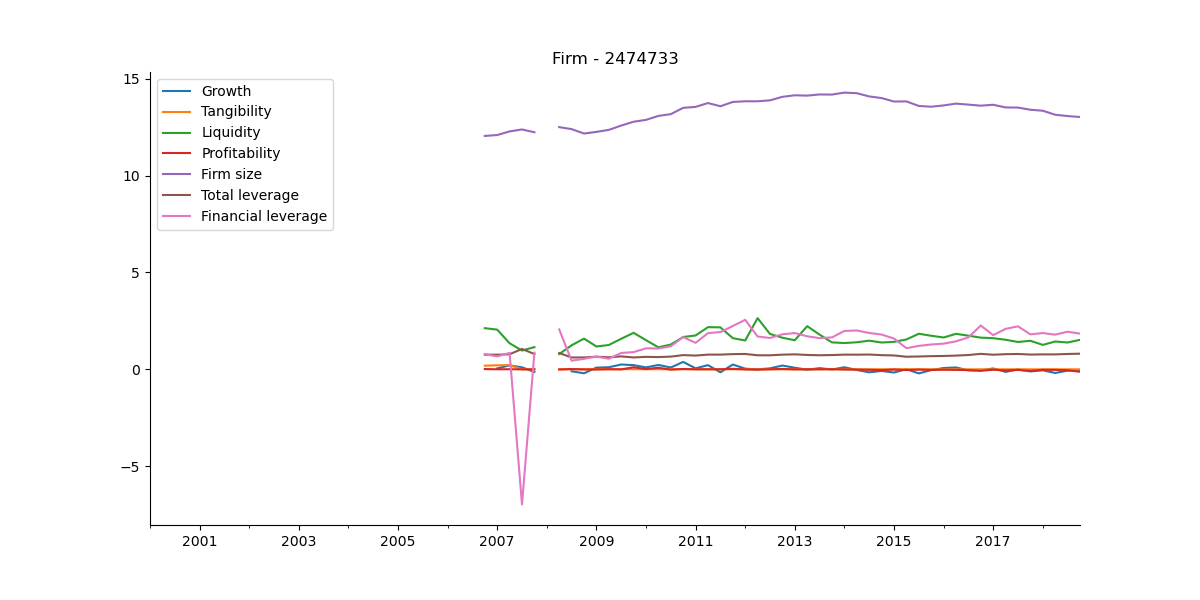 Firm - 2474733
15
10
5
0
−5
Growth
Tangibility
Liquidity
Profitability
Firm size
Total leverage
Financial leverage
2001 2003 2005 2007 2009 2011 2013 2015 2017